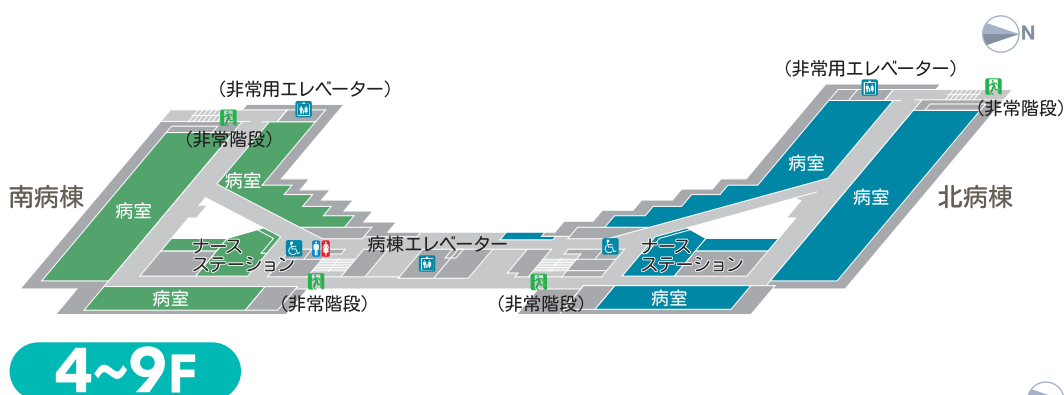 N
(非常用エレベーター)
(非常用エレベーター)
(非常階段)
(非常階段)
病室
病室
南病棟
病室
病室
北病棟
病室
ナース
ステーション
病棟エレベーター
ナース
ステーション
病室
(非常階段)
(非常階段)
病室
4~9F